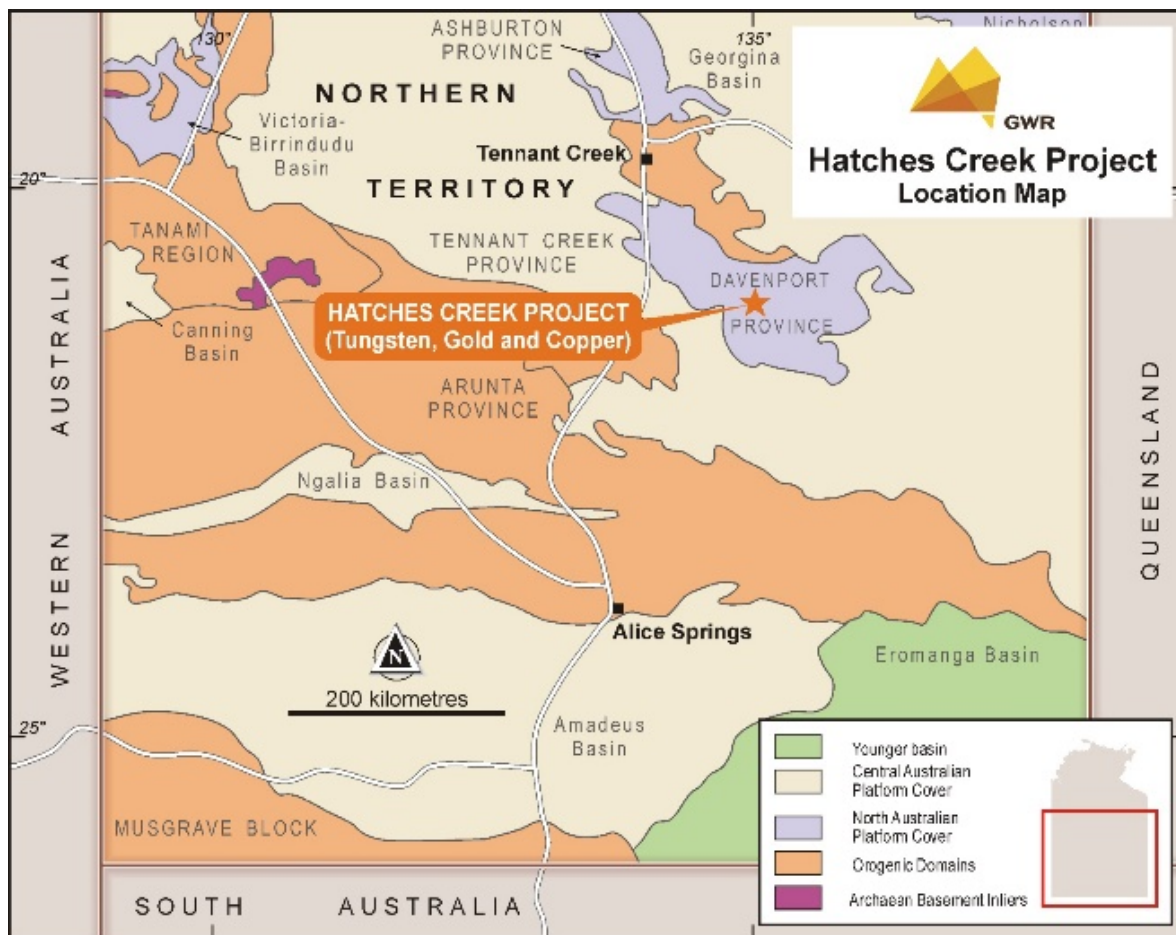 130°
ASHBURTON
PROVINCE
135°
Nicholson
Georgina
Basin
NORTHERN
Victoria-
Birrindudu
Basin
Tennant Creek
TERRITORY
GWR
Hatches Creek Project
Location Map
20°
TANAMI
REGION
TENNANT CREEK
PROVINCE
DAVENPORT
PROVINCE
HATCHES CREEK PROJECT
(Tungsten, Gold and Copper)
Canning
Basin
ARUNTA
PROVINCE
WESTERN AUSTRALIA
QUEENSLAND
Ngalia Basin
Alice Springs
Eromanga Basin
N
200 kilometres
Amadeus
Basin
25°
MUSGRAVE BLOCK
SOUTH AUSTRALIA
Younger basin
Central Australian
Platform Cover
North Australian
Platform Cover
Orogenic Domains
Archaean Basement Inliers